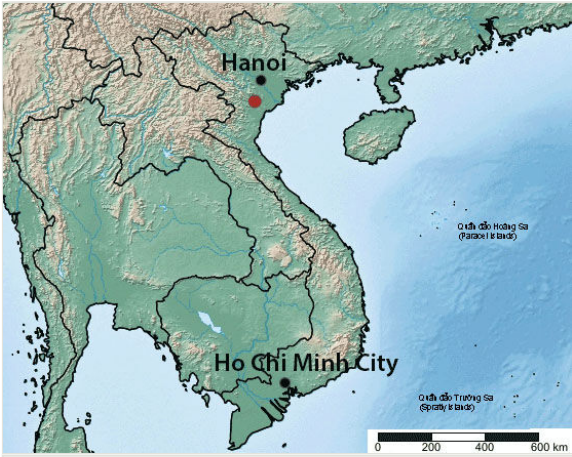 Hanoi
Quần đảo Hoàng Sa
(Paracel Islands)
Ho Chi Minh City
Quần đảo Trường Sa
(Spratly Islands)
0 200 400 600 km